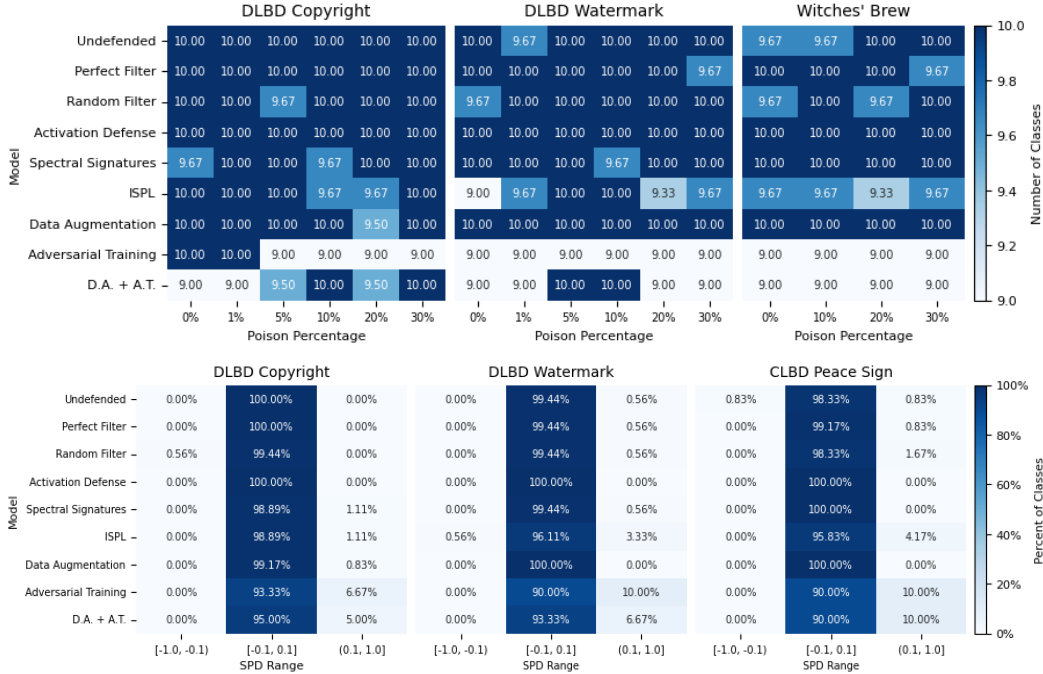 DLBD Copyright DLBD Watermark Witches' Brew
Undefended 10.00 10.00 10.00 10.00 10.00 10.00 10.00 9.67 10.00 10.00 10.00 10.00 9.67 9.67 10.00 10.00
Perfect Filter 10.00 10.00 10.00 10.00 10.00 10.00 10.00 10.00 10.00 10.00 10.00 9.67 10.00 10.00 10.00 9.67
Random Filter 10.00 10.00 9.67 10.00 10.00 10.00 9.67 10.00 10.00 10.00 10.00 10.00 9.67 10.00 9.67 10.00
Activation Defense 10.00 10.00 10.00 10.00 10.00 10.00 10.00 10.00 10.00 10.00 10.00 10.00 10.00 10.00 10.00 10.00
Spectral Signatures 9.67 10.00 10.00 9.67 10.00 10.00 10.00 10.00 10.00 9.67 10.00 10.00 10.00 10.00 10.00 10.00
ISPL 10.00 10.00 10.00 9.67 9.67 10.00 9.00 9.67 10.00 10.00 9.33 9.67 9.67 9.67 9.33 9.67
Data Augmentation 10.00 10.00 10.00 10.00 9.50 10.00 10.00 10.00 10.00 10.00 10.00 10.00 10.00 10.00 10.00 10.00
Adversarial Training 10.00 10.00 9.00 9.00 9.00 9.00 9.00 9.00 9.00 9.00 9.00 9.00 9.00 9.00 9.00 9.00
D.A. + A.T. 9.00 9.00 9.50 10.00 9.50 10.00 9.00 9.00 10.00 10.00 9.00 9.00 9.00 9.00 9.00 9.00
0% 1% 5% 10% 20% 30% 0% 1% 5% 10% 20% 30% 0% 10% 20% 30%
Poison Percentage Poison Percentage Poison Percentage
Model
10.0
9.8
9.6
9.4
9.2
9.0
Number of Classes
DLBD Copyright DLBD Watermark CLBD Peace Sign
Undefended 0.00% 100.00% 0.00% 0.00% 99.44% 0.56% 0.83% 98.33% 0.83%
Perfect Filter 0.00% 100.00% 0.00% 0.00% 99.44% 0.56% 0.00% 99.17% 0.83%
Random Filter 0.56% 99.44% 0.00% 0.00% 99.44% 0.56% 0.00% 98.33% 1.67%
Activation Defense 0.00% 100.00% 0.00% 0.00% 100.00% 0.00% 0.00% 100.00% 0.00%
Spectral Signatures 0.00% 98.89% 1.11% 0.00% 99.44% 0.56% 0.00% 100.00% 0.00%
ISPL 0.00% 98.89% 1.11% 0.56% 96.11% 3.33% 0.00% 95.83% 4.17%
Data Augmentation 0.00% 99.17% 0.83% 0.00% 100.00% 0.00% 0.00% 100.00% 0.00%
Adversarial Training 0.00% 93.33% 6.67% 0.00% 90.00% 10.00% 0.00% 90.00% 10.00%
D.A. + A.T. 0.00% 95.00% 5.00% 0.00% 93.33% 6.67% 0.00% 90.00% 10.00%
[-1.0, -0.1) [-0.1, 0.1] (0.1, 1.0] [-1.0, -0.1) [-0.1, 0.1] (0.1, 1.0] [-1.0, -0.1) [-0.1, 0.1] (0.1, 1.0]
SPD Range SPD Range SPD Range
Model
100%
80%
60%
40%
20%
0%
Percent of Classes